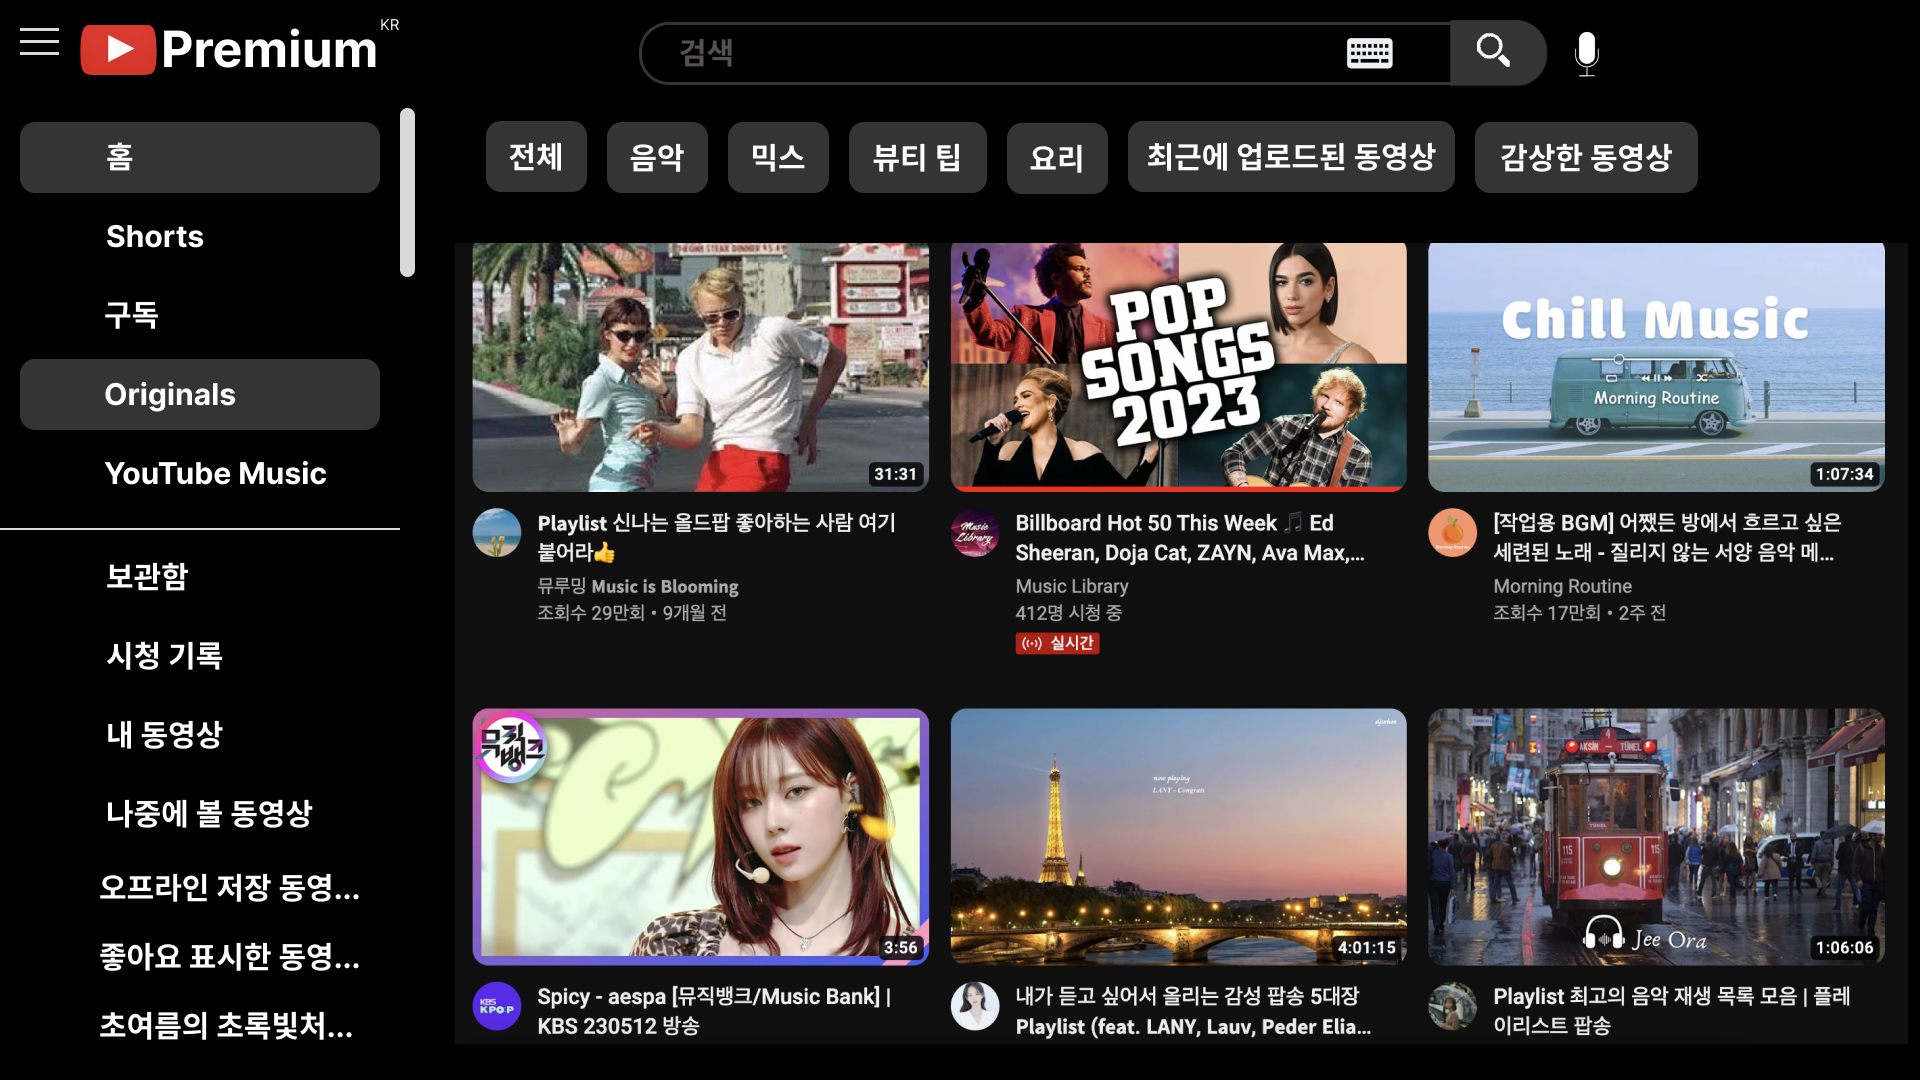 Premium KR
검색
홈
Shorts
구독
Originals
YouTube Music
보관함
시청 기록
내 동영상
나중에 볼 동영상
오프라인 저장 동영...
좋아요 표시한 동영...
초여름의 초록빛처...
전체
음악
믹스
뷰티 팁
요리
최근에 업로드된 동영상
감상한 동영상
31:31
Playlist 신나는 올드팝 좋아하는 사람 여기
붙어라👍
뮤루밍 Music is Blooming
조회수 29만회 • 9개월 전
POP
SONGS
2023
Music
Library
Billboard Hot 50 This Week 🎵 Ed
Sheeran, Doja Cat, ZAYN, Ava Max,...
Music Library
412명 시청 중
실시간
Chill Music
Morning Routine
1:07:34
[작업용 BGM] 어쨌든 방에서 흐르고 싶은
세련된 노래 - 질리지 않는 서양 음악 메...
Morning Routine
조회수 17만회 • 2주 전
뮤직
뱅크
3:56
KBS
KPOP
Spicy - aespa [뮤직뱅크/Music Bank] |
KBS 230512 방송
now playing
LANY - Congrats
4:01:15
내가 듣고 싶어서 올리는 감성 팝송 5대장
Playlist (feat. LANY, Lauv, Peder Elia...
4
TAKSİM — TÜNEL
TÜNEL
115
115
Jee Ora
1:06:06
Playlist 최고의 음악 재생 목록 모음 | 플레
이리스트 팝송